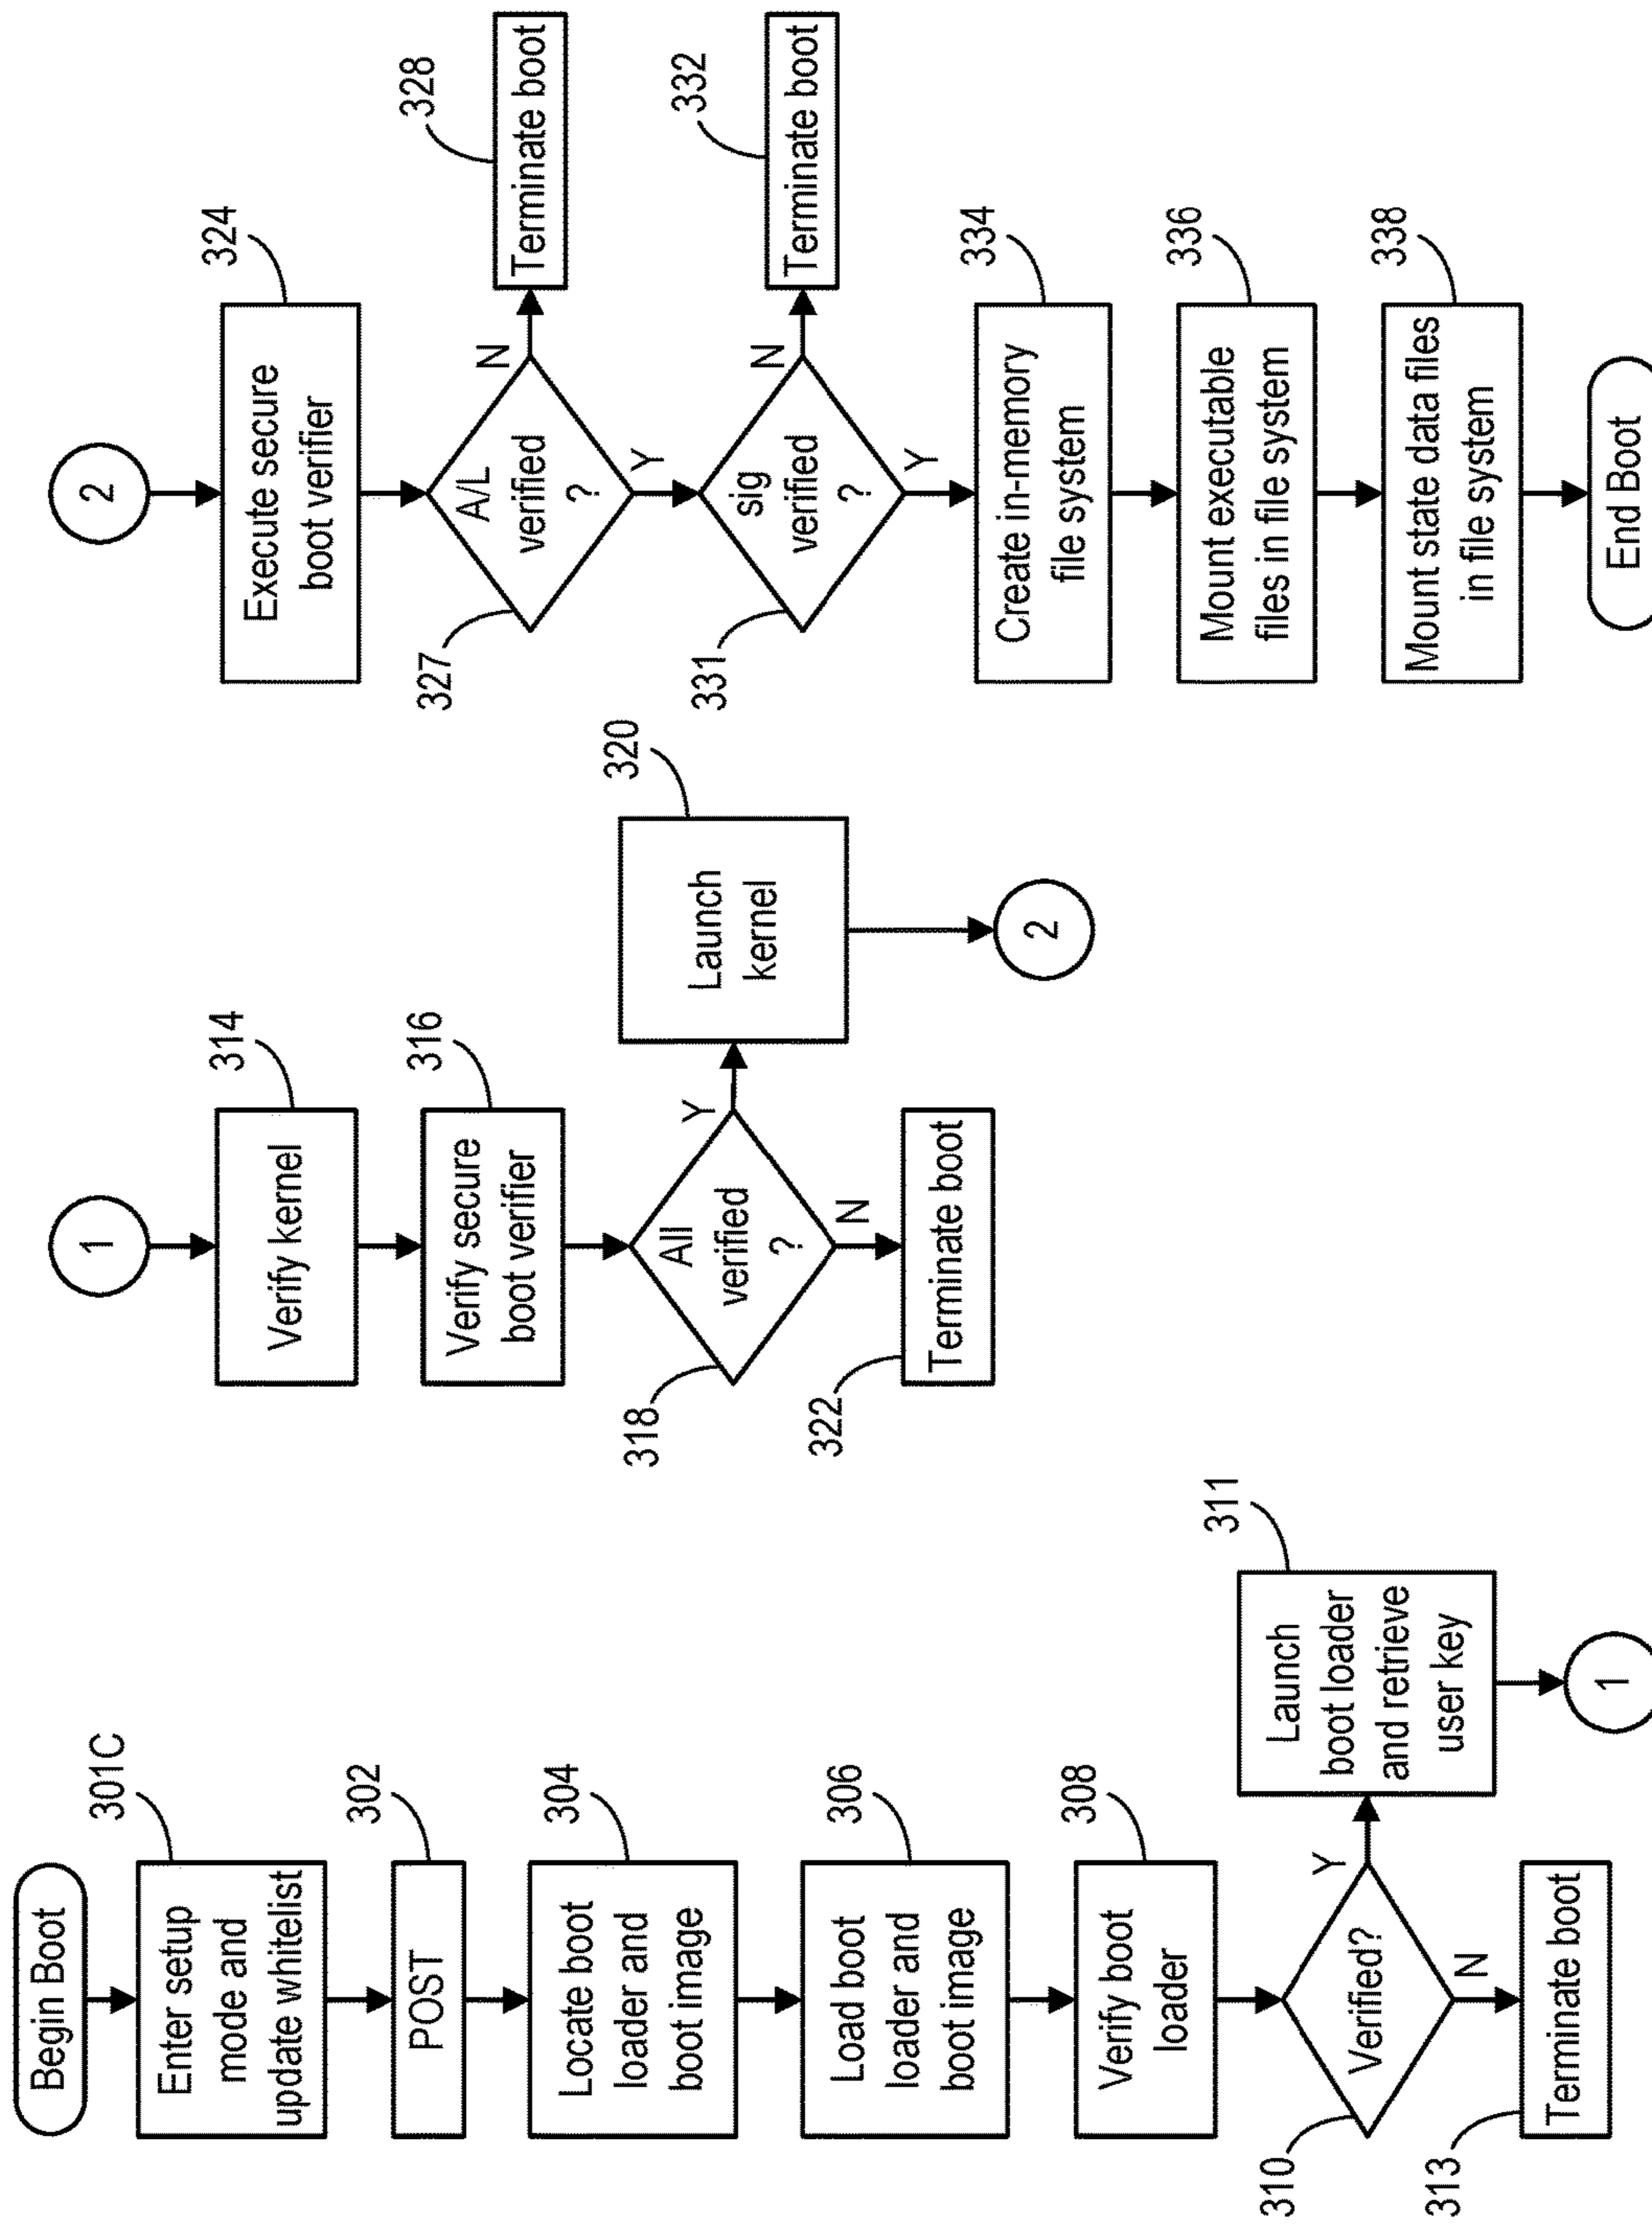 Begin Boot
301C
Enter setup
mode and
update whitelist
302
POST
304
Locate boot
loader and
boot image
306
Load boot
loader and
boot image
308
Verify boot
loader
310
Verified?
Y
N
311
Launch
boot loader
and retrieve
user key
1
313
Terminate boot
1
314
Verify kernel
316
Verify secure
boot verifier
318
All
verified
?
Y
N
320
Launch
kernel
2
322
Terminate boot
2
324
Execute secure
boot verifier
327
A/L
verified
?
N
Y
328
Terminate boot
331
sig
verified
?
N
Y
332
Terminate boot
334
Create in-memory
file system
336
Mount executable
files in file system
338
Mount state data files
in file system
End Boot